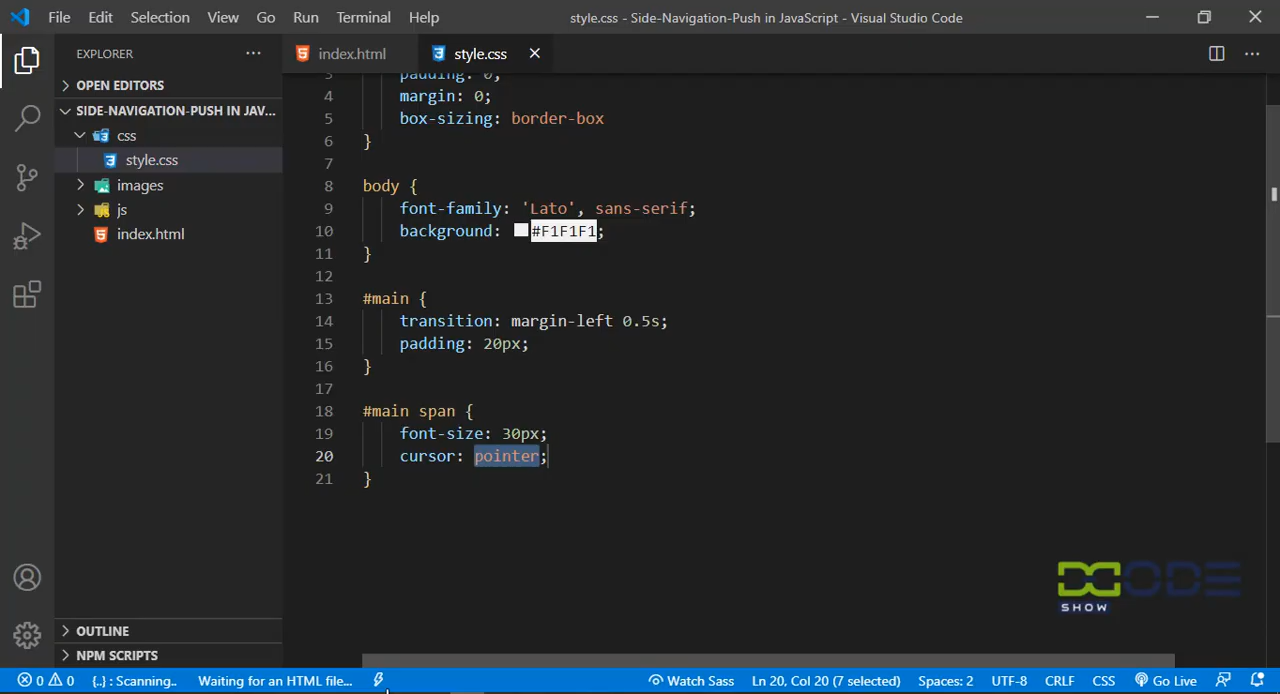 File Edit Selection View Go Run Terminal Help
style.css - Side-Navigation-Push in JavaScript - Visual Studio Code
EXPLORER
OPEN EDITORS
SIDE-NAVIGATION-PUSH IN JAV...
css
style.css
images
js
index.html
OUTLINE
NPM SCRIPTS
index.html style.css
3 padding: 0;
4 margin: 0;
5 box-sizing: border-box
6 }
7
8 body {
9 font-family: 'Lato', sans-serif;
10 background: #F1F1F1;
11 }
12
13 #main {
14 transition: margin-left 0.5s;
15 padding: 20px;
16 }
17
18 #main span {
19 font-size: 30px;
20 cursor: pointer;
21 }
DCODE
SHOW
0 0 {..} : Scanning.. Waiting for an HTML file... Watch Sass Ln 20, Col 20 (7 selected) Spaces: 2 UTF-8 CRLF CSS Go Live